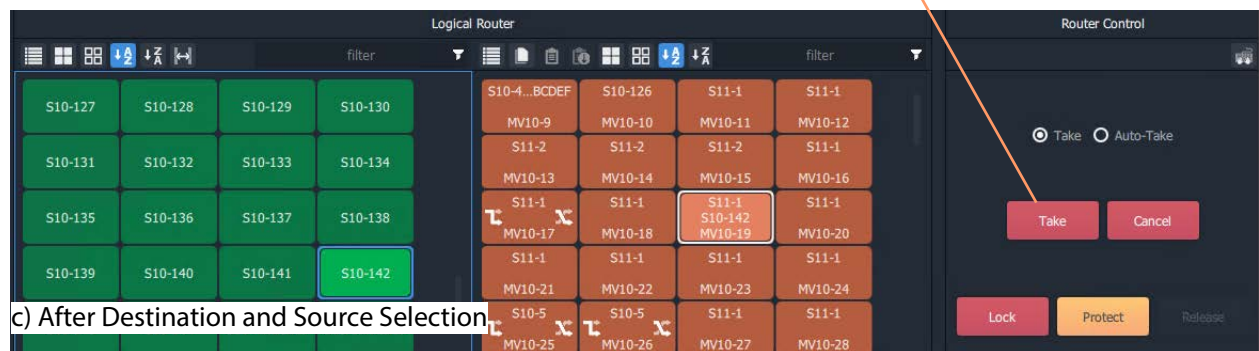 Logical Router
Router Control
filter
filter
S10-127 S10-128 S10-129 S10-130
S10-131 S10-132 S10-133 S10-134
S10-135 S10-136 S10-137 S10-138
S10-139 S10-140 S10-141 S10-142
S10-4...BCDEF S10-126 S11-1 S11-1
MV10-9 MV10-10 MV10-11 MV10-12
S11-2 S11-2 S11-2 S11-1
MV10-13 MV10-14 MV10-15 MV10-16
S11-1 S11-1 S11-1 S11-1
S10-142
MV10-17 MV10-18 MV10-19 MV10-20
S11-1 S11-1 S11-1 S11-1
MV10-21 MV10-22 MV10-23 MV10-24
S10-5 S10-5 S11-1 S11-1
MV10-25 MV10-26 MV10-27 MV10-28
Take Auto-Take
Take Cancel
Lock Protect Release
c) After Destination and Source Selection